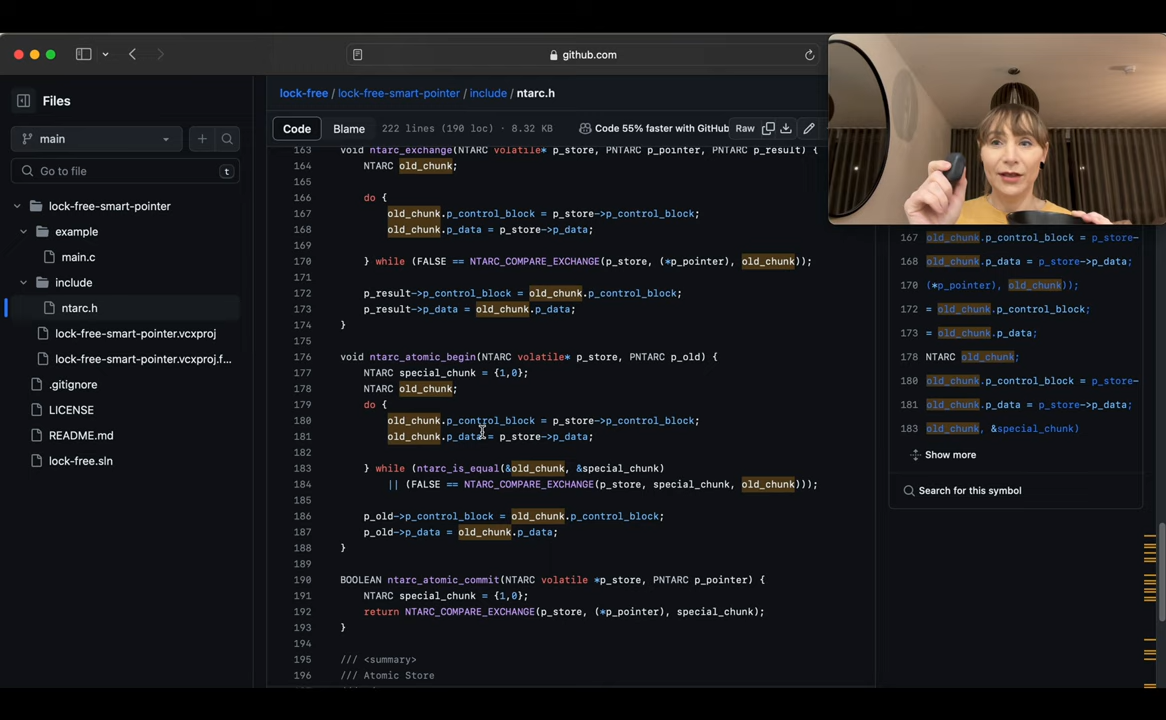 github.com
Files
main
Go to file
t
lock-free-smart-pointer
example
main.c
include
ntarc.h
lock-free-smart-pointer.vcxproj
lock-free-smart-pointer.vcxproj.f...
.gitignore
LICENSE
README.md
lock-free.sln
lock-free / lock-free-smart-pointer / include / ntarc.h
Code Blame 222 lines (190 loc) · 8.32 KB Code 55% faster with GitHub Raw
163 void ntarc_exchange(NTARC volatile* p_store, PNTARC p_pointer, PNTARC p_result) {
164 NTARC old_chunk;
165
166 do {
167 old_chunk.p_control_block = p_store->p_control_block;
168 old_chunk.p_data = p_store->p_data;
169
170 } while (FALSE == NTARC_COMPARE_EXCHANGE(p_store, (*p_pointer), old_chunk));
171
172 p_result->p_control_block = old_chunk.p_control_block;
173 p_result->p_data = old_chunk.p_data;
174 }
175
176 void ntarc_atomic_begin(NTARC volatile* p_store, PNTARC p_old) {
177 NTARC special_chunk = {1,0};
178 NTARC old_chunk;
179 do {
180 old_chunk.p_control_block = p_store->p_control_block;
181 old_chunk.p_data = p_store->p_data;
182
183 } while (ntarc_is_equal(&old_chunk, &special_chunk)
184 || (FALSE == NTARC_COMPARE_EXCHANGE(p_store, special_chunk, old_chunk)));
185
186 p_old->p_control_block = old_chunk.p_control_block;
187 p_old->p_data = old_chunk.p_data;
188 }
189
190 BOOLEAN ntarc_atomic_commit(NTARC volatile *p_store, PNTARC p_pointer) {
191 NTARC special_chunk = {1,0};
192 return NTARC_COMPARE_EXCHANGE(p_store, (*p_pointer), special_chunk);
193 }
194
195 /// <summary>
196 /// Atomic Store
167 old_chunk.p_control_block = p_store-
168 old_chunk.p_data = p_store->p_data;
170 (*p_pointer), old_chunk));
172 = old_chunk.p_control_block;
173 = old_chunk.p_data;
178 NTARC old_chunk;
180 old_chunk.p_control_block = p_store-
181 old_chunk.p_data = p_store->p_data;
183 old_chunk, &special_chunk)
Show more
Search for this symbol